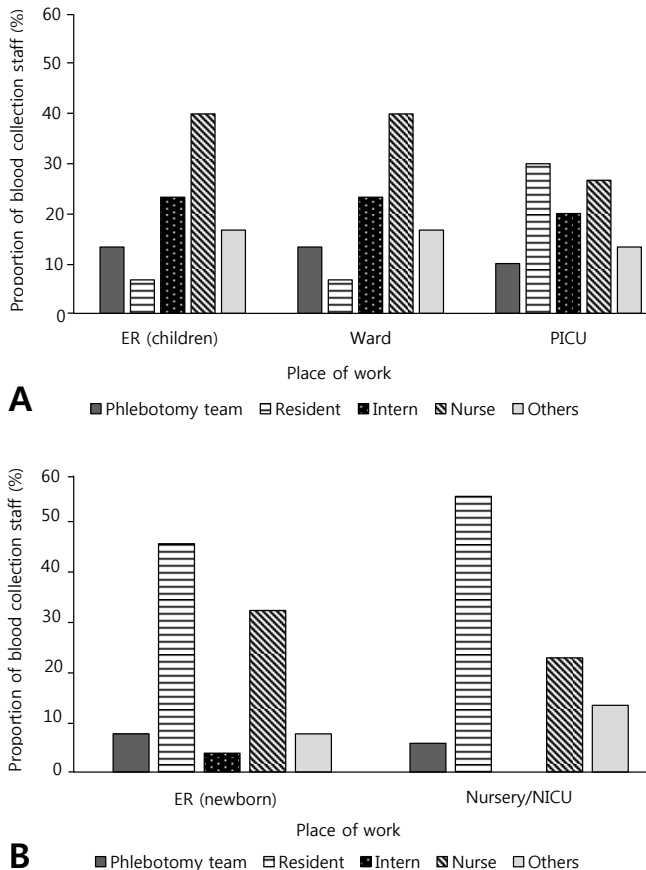 Proportion of blood collection staff (%)
60
50
40
30
20
10
0
ER (children) Ward PICU
Place of work
A
Phlebotomy team Resident Intern Nurse Others
Proportion of blood collection staff (%)
60
50
40
30
20
10
0
ER (newborn) Nursery/NICU
Place of work
B
Phlebotomy team Resident Intern Nurse Others